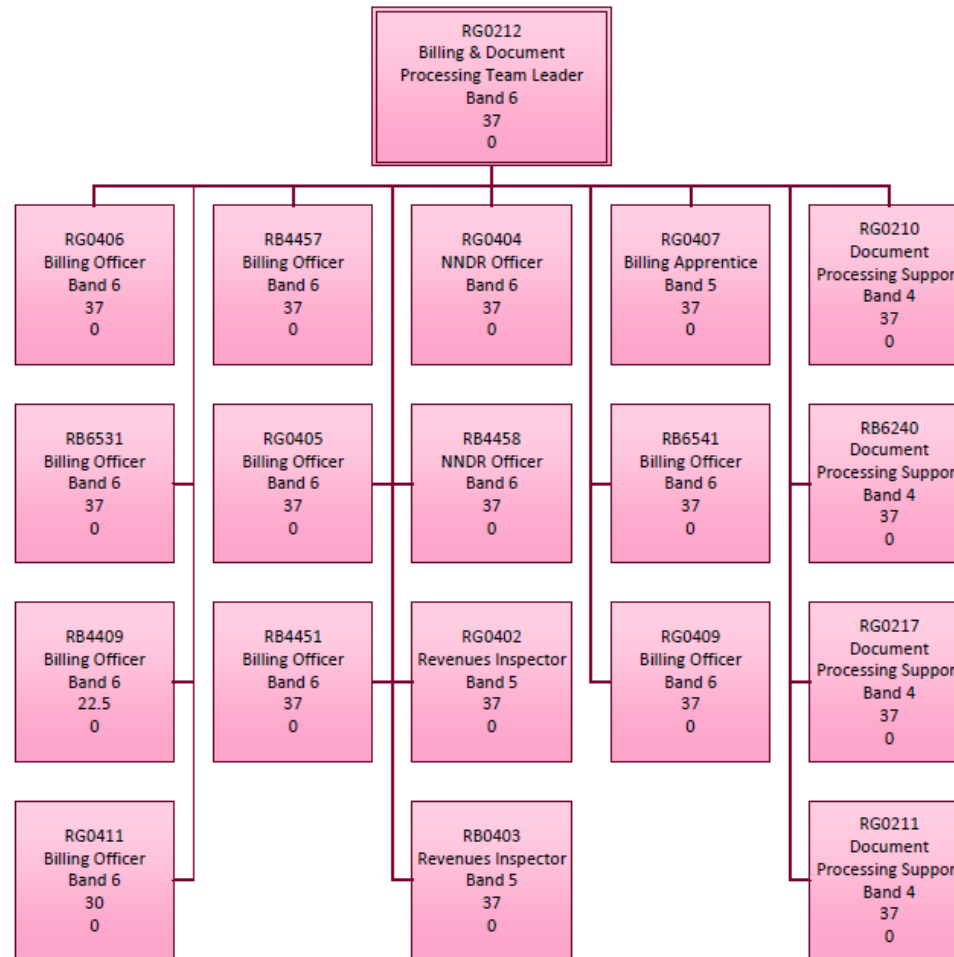 RG0212
Billing & Document
Processing Team Leader
Band 6
37
0
RG0406
Billing Officer
Band 6
37
0
RB4457
Billing Officer
Band 6
37
0
RG0404
NNDR Officer
Band 6
37
0
RG0407
Billing Apprentice
Band 5
37
0
RG0210
Document
Processing Suppor
Band 4
37
0
RB6531
Billing Officer
Band 6
37
0
RG0405
Billing Officer
Band 6
37
0
RB4458
NNDR Officer
Band 6
37
0
RB6541
Billing Officer
Band 6
37
0
RB6240
Document
Processing Suppor
Band 4
37
0
RB4409
Billing Officer
Band 6
22.5
0
RB4451
Billing Officer
Band 6
37
0
RG0402
Revenues Inspector
Band 5
37
0
RG0409
Billing Officer
Band 6
37
0
RG0217
Document
Processing Suppor
Band 4
37
0
RG0411
Billing Officer
Band 6
30
0
RB0403
Revenues Inspector
Band 5
37
0
RG0211
Document
Processing Suppor
Band 4
37
0